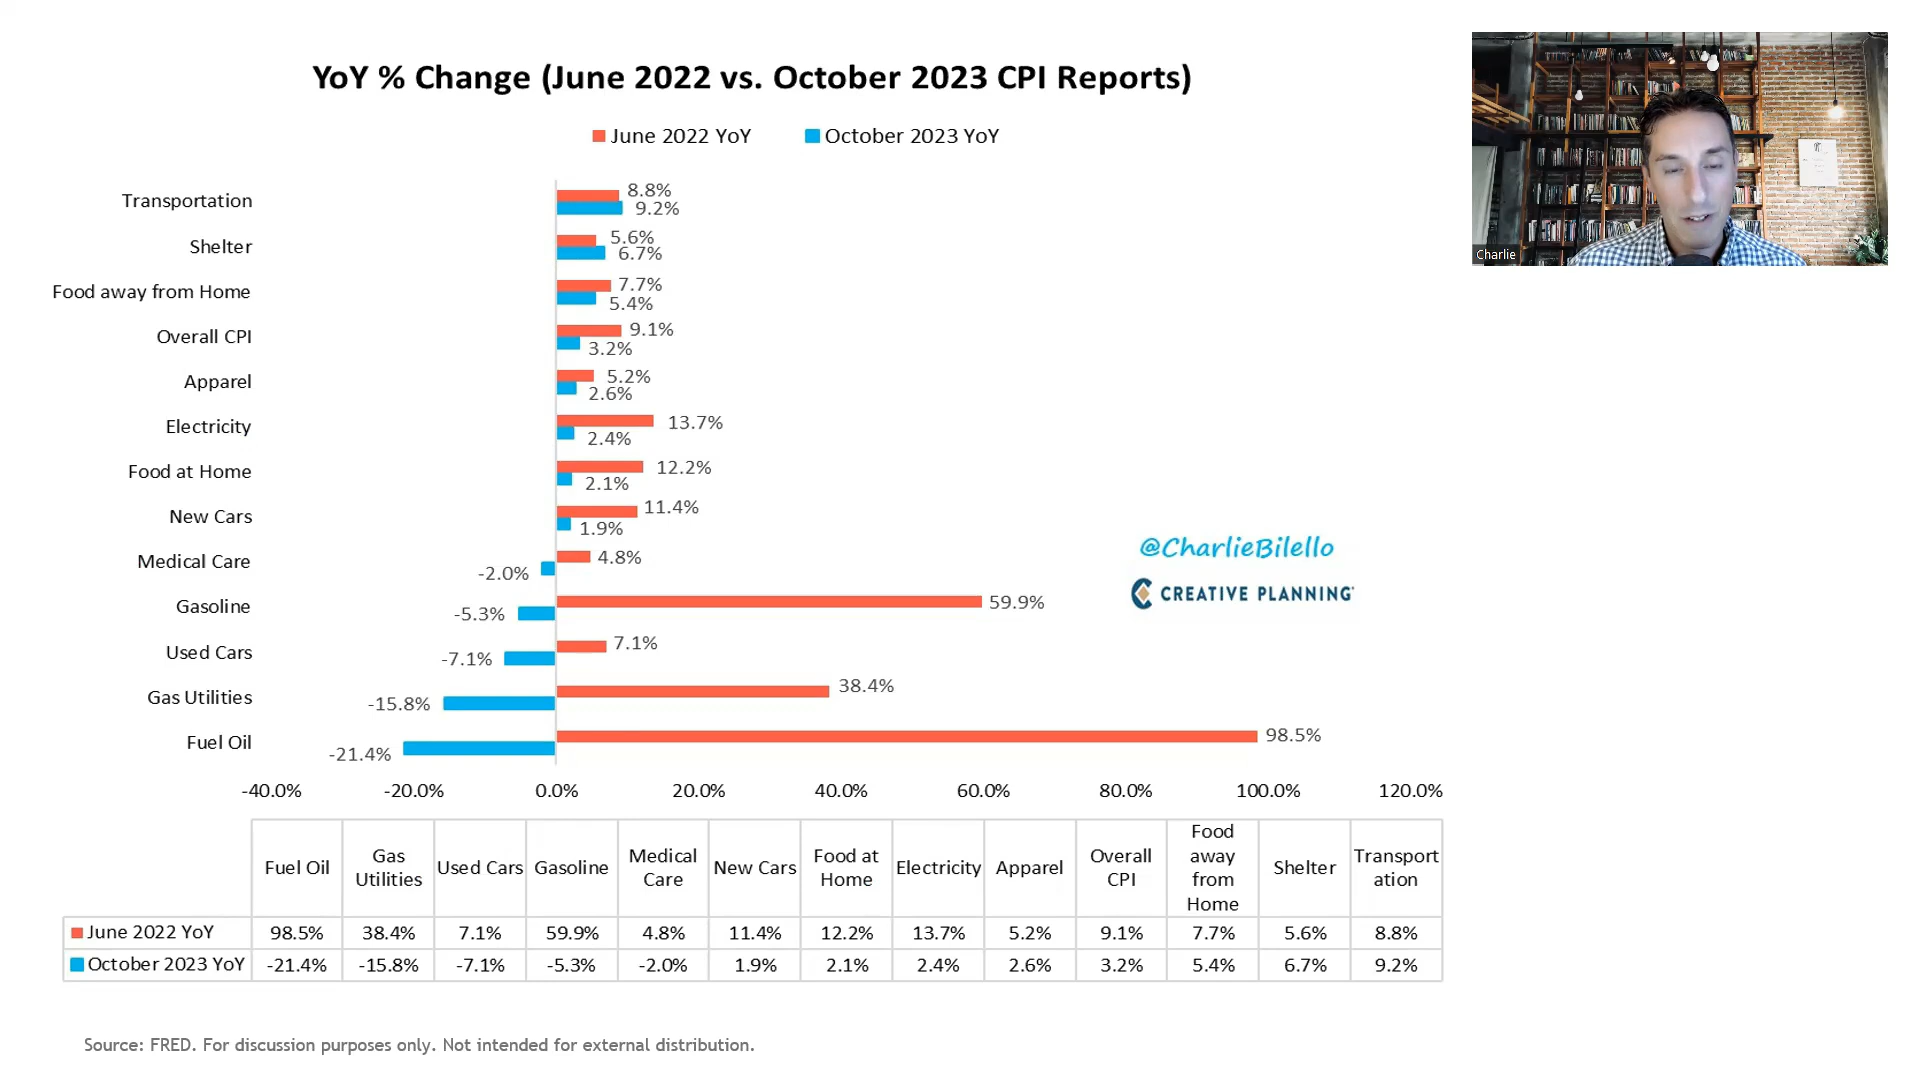 YoY % Change (June 2022 vs. October 2023 CPI Reports)
June 2022 YoY October 2023 YoY
Transportation 8.8% 9.2%
Shelter 5.6% 6.7%
Food away from Home 7.7% 5.4%
Overall CPI 9.1% 3.2%
Apparel 5.2% 2.6%
Electricity 13.7% 2.4%
Food at Home 12.2% 2.1%
New Cars 11.4% 1.9%
Medical Care 4.8% -2.0%
Gasoline 59.9% -5.3%
Used Cars 7.1% -7.1%
Gas Utilities 38.4% -15.8%
Fuel Oil 98.5% -21.4%
-40.0% -20.0% 0.0% 20.0% 40.0% 60.0% 80.0% 100.0% 120.0%
@CharlieBilello
CREATIVE PLANNING
Charlie
Fuel Oil Gas Utilities Used Cars Gasoline Medical Care New Cars Food at Home Electricity Apparel Overall CPI Food away from Home Shelter Transportation
June 2022 YoY 98.5% 38.4% 7.1% 59.9% 4.8% 11.4% 12.2% 13.7% 5.2% 9.1% 7.7% 5.6% 8.8%
October 2023 YoY -21.4% -15.8% -7.1% -5.3% -2.0% 1.9% 2.1% 2.4% 2.6% 3.2% 5.4% 6.7% 9.2%
Source: FRED. For discussion purposes only. Not intended for external distribution.